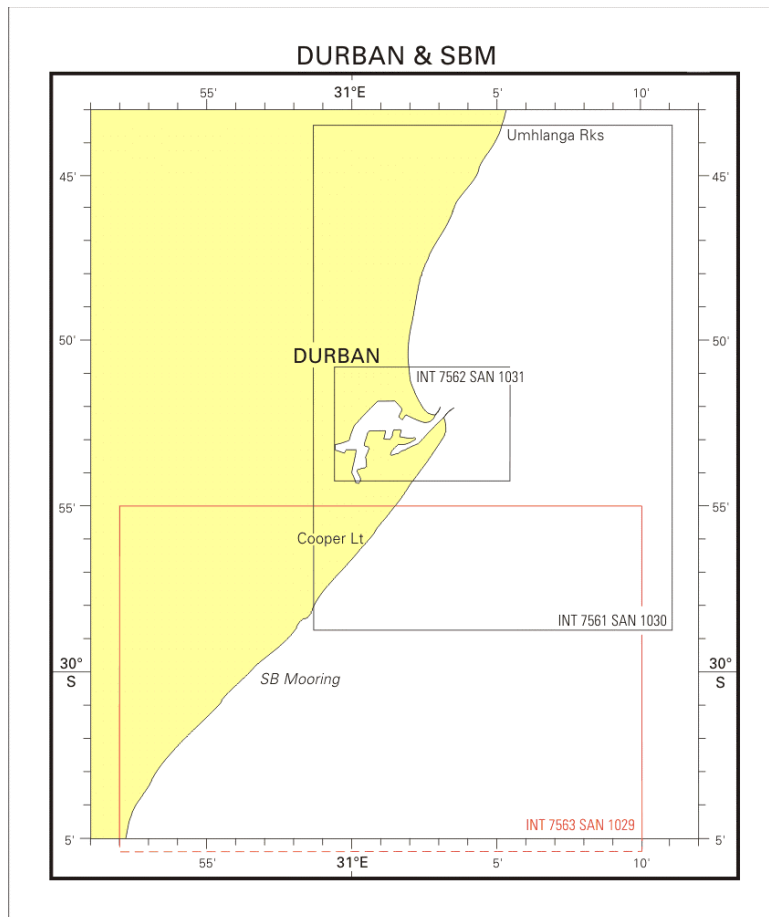 DURBAN & SBM
55' 31°E 5' 10'
Umhlanga Rks
45' 45'
50' 50'
DURBAN
INT 7562 SAN 1031
55' 55'
Cooper Lt
INT 7561 SAN 1030
30° 30°
S S
SB Mooring
INT 7563 SAN 1029
5' 5'
55' 31°E 5' 10'